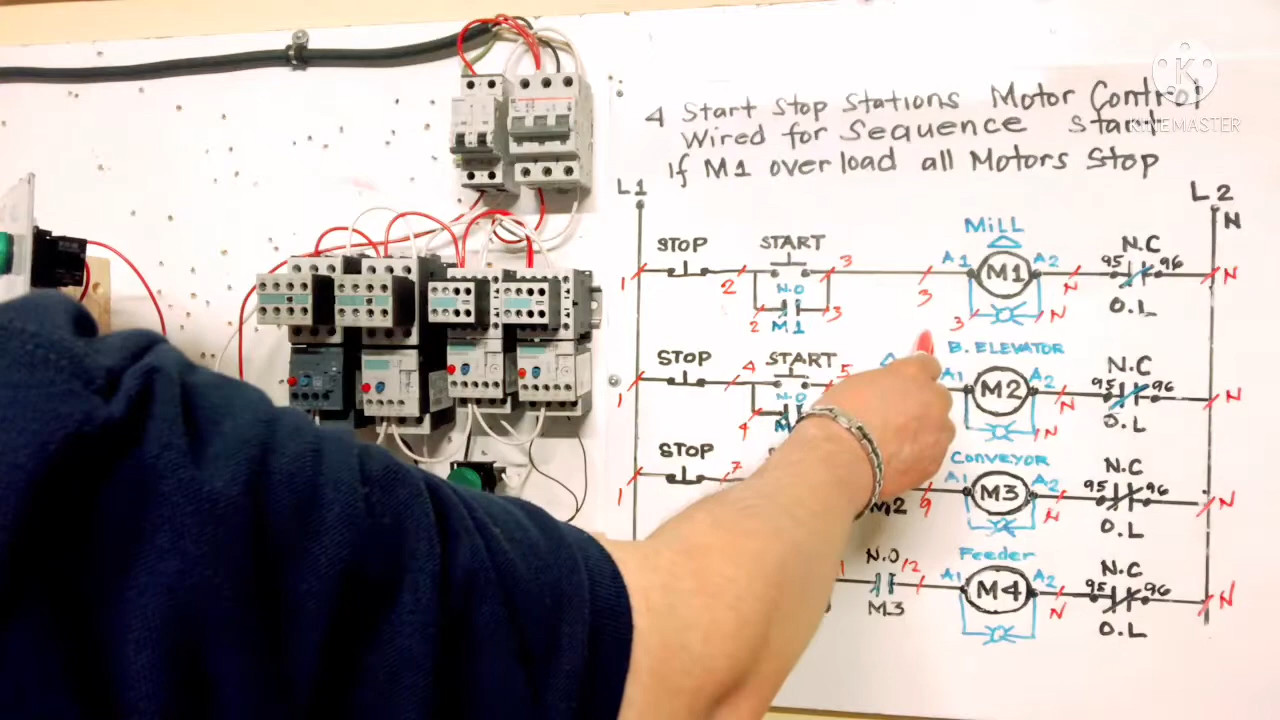 4 Start Stop Stations Motor Control
Wired for Sequence Start
If M1 overload all Motors Stop
KINEMASTER
L1
L2
N
MiLL
STOP
START
N.C
A1
M1
A2
95
96
1
2
3
3
N
N
N.O
O.L
2
M1
3
3
N
B. ELEVATOR
STOP
START
N.C
4
5
A1
M2
A2
95
96
1
N
N
N.O
O.L
4
N
Conveyor
STOP
N.C
7
A1
M3
A2
95
96
1
M2
9
N
N
O.L
Feeder
N.O
12
N.C
A1
M4
A2
95
96
M3
N
N
O.L